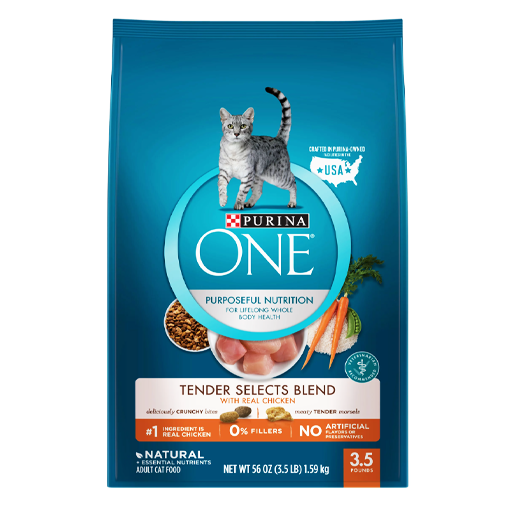 CRAFTED IN PURINA-OWNED
USA
PURINA
ONE®
PURPOSEFUL NUTRITION
FOR LIFELONG WHOLE
BODY HEALTH
VETERINARIAN
RECOMMENDED
TENDER SELECTS BLEND
WITH REAL CHICKEN
deliciously CRUNCHY bites
meaty TENDER morsels
#1 INGREDIENT IS
REAL CHICKEN
0% FILLERS
NO ARTIFICIAL
FLAVORS OR
PRESERVATIVES
NATURAL
+ ESSENTIAL NUTRIENTS
ADULT CAT FOOD
NET WT 56 OZ (3.5 LB) 1.59 kg
3.5
POUNDS